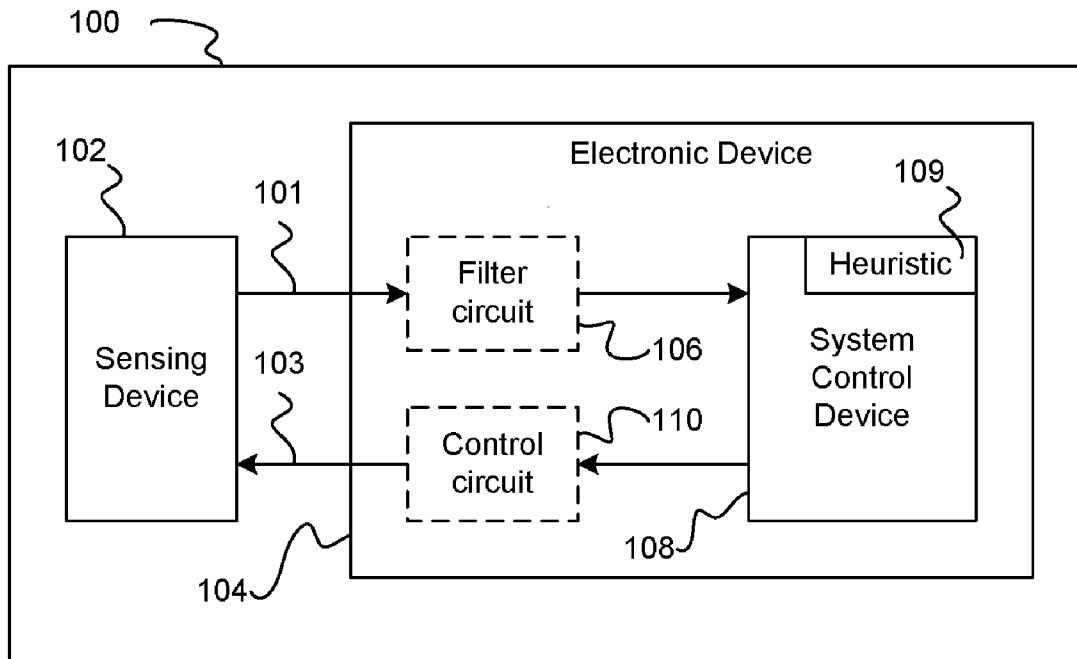 100
102
101
Electronic Device
109
Filter
circuit
Heuristic
106
Sensing
Device
103
System
Control
Device
110
Control
circuit
108
104